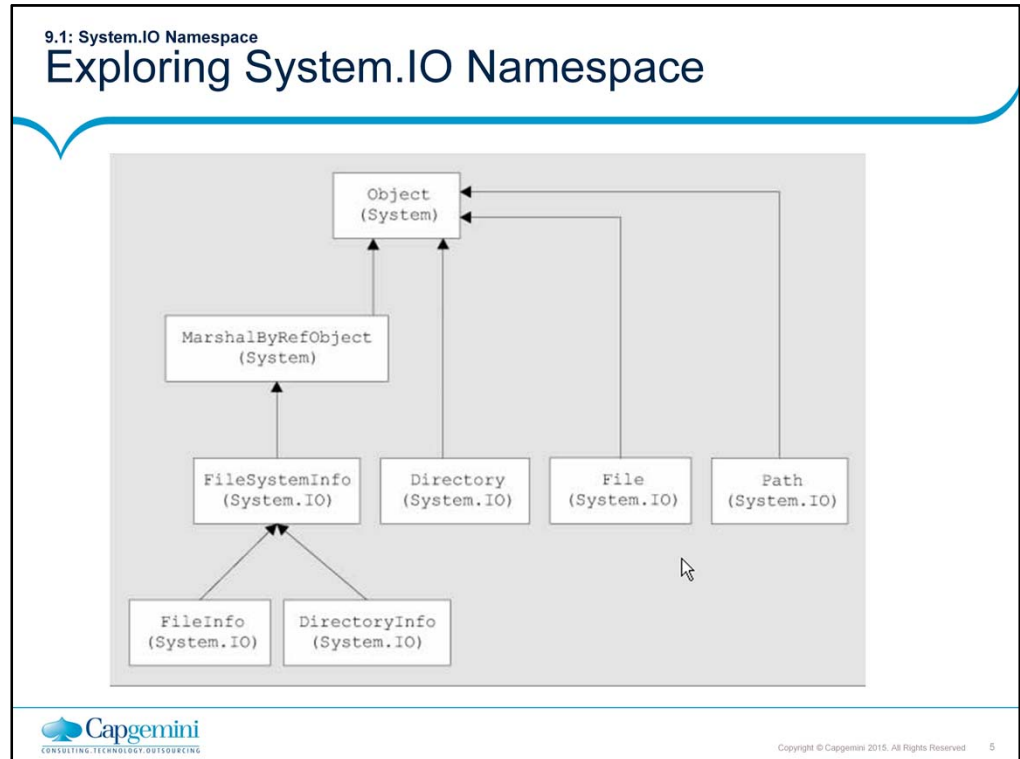 9.1: System.IO Namespace
Exploring System.IO Namespace
Object
(System)
MarshalByRefObject
(System)
FileSystemInfo
(System.IO)
Directory
(System.IO)
File
(System.IO)
Path
(System.IO)
FileInfo
(System.IO)
DirectoryInfo
(System.IO)
Capgemini
CONSULTING.TECHNOLOGY.OUTSOURCING
Copyright © Capgemini 2015. All Rights Reserved 5